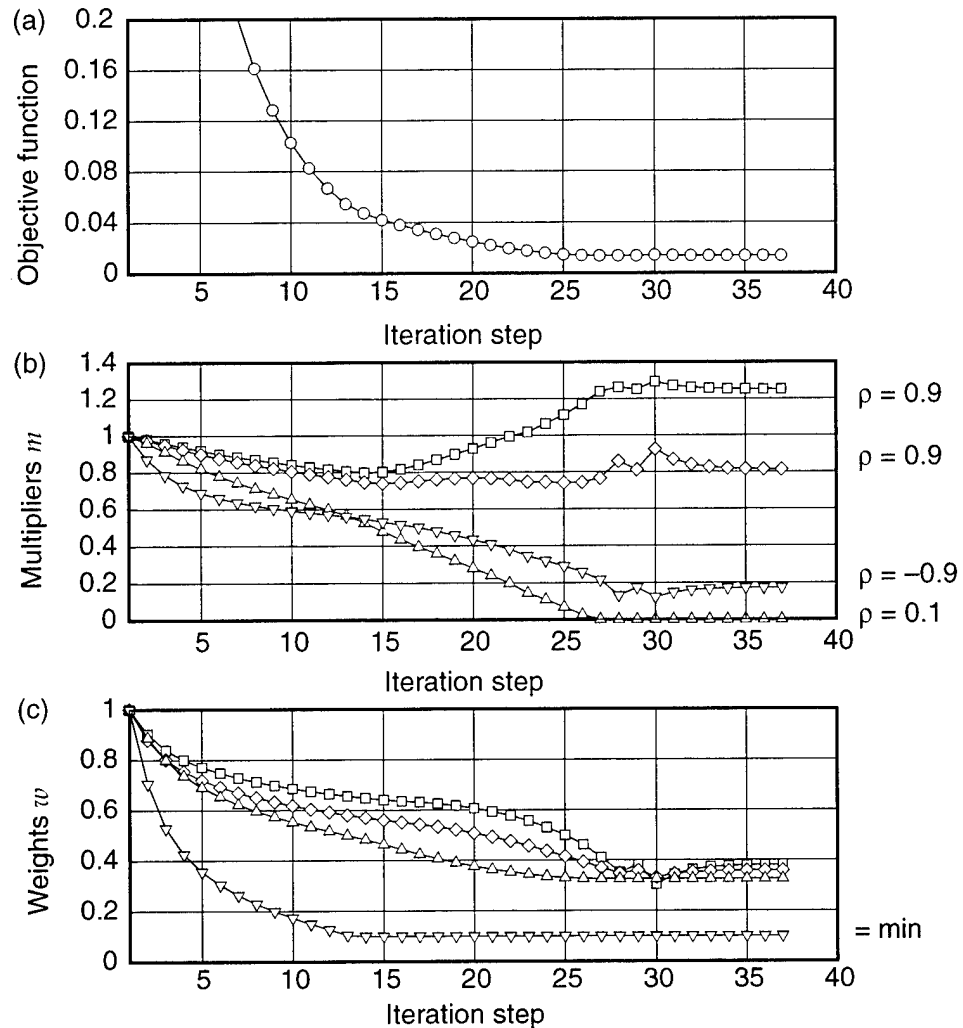 (a)
Objective function
0.2
0.16
0.12
0.08
0.04
0
5 10 15 20 25 30 35 40
Iteration step
(b)
Multipliers m
1.4
1.2
1
0.8
0.6
0.4
0.2
0
ρ = 0.9
ρ = 0.9
ρ = −0.9
ρ = 0.1
5 10 15 20 25 30 35 40
Iteration step
(c)
Weights w
1
0.8
0.6
0.4
0.2
0
= min
5 10 15 20 25 30 35 40
Iteration step